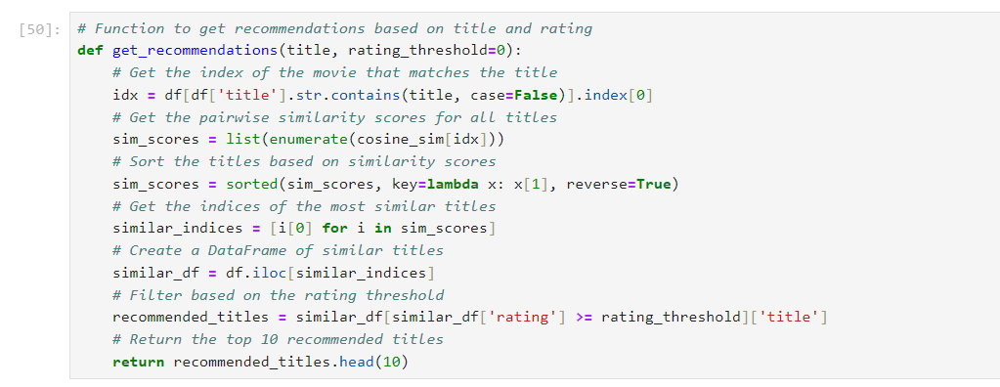 [50]: # Function to get recommendations based on title and rating
def get_recommendations(title, rating_threshold=0):
    # Get the index of the movie that matches the title
    idx = df[df['title'].str.contains(title, case=False)].index[0]
    # Get the pairwise similarity scores for all titles
    sim_scores = list(enumerate(cosine_sim[idx]))
    # Sort the titles based on similarity scores
    sim_scores = sorted(sim_scores, key=lambda x: x[1], reverse=True)
    # Get the indices of the most similar titles
    similar_indices = [i[0] for i in sim_scores]
    # Create a DataFrame of similar titles
    similar_df = df.iloc[similar_indices]
    # Filter based on the rating threshold
    recommended_titles = similar_df[similar_df['rating'] >= rating_threshold]['title']
    # Return the top 10 recommended titles
    return recommended_titles.head(10)